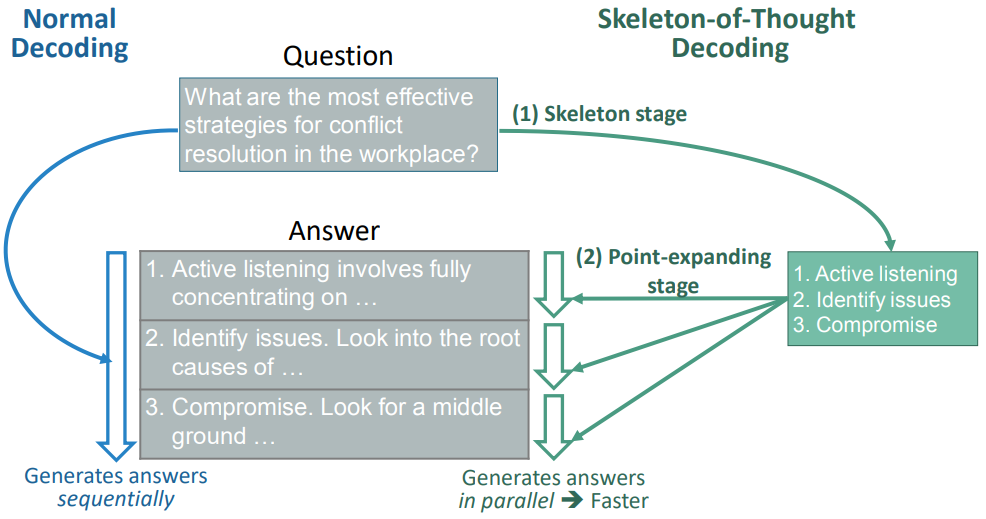 Normal
Decoding
Skeleton-of-Thought
Decoding
Question
What are the most effective
strategies for conflict
resolution in the workplace?
(1) Skeleton stage
Answer
1. Active listening involves fully
concentrating on …
2. Identify issues. Look into the root
causes of …
3. Compromise. Look for a middle
ground …
(2) Point-expanding
stage
1. Active listening
2. Identify issues
3. Compromise
Generates answers
sequentially
Generates answers
in parallel ➔ Faster